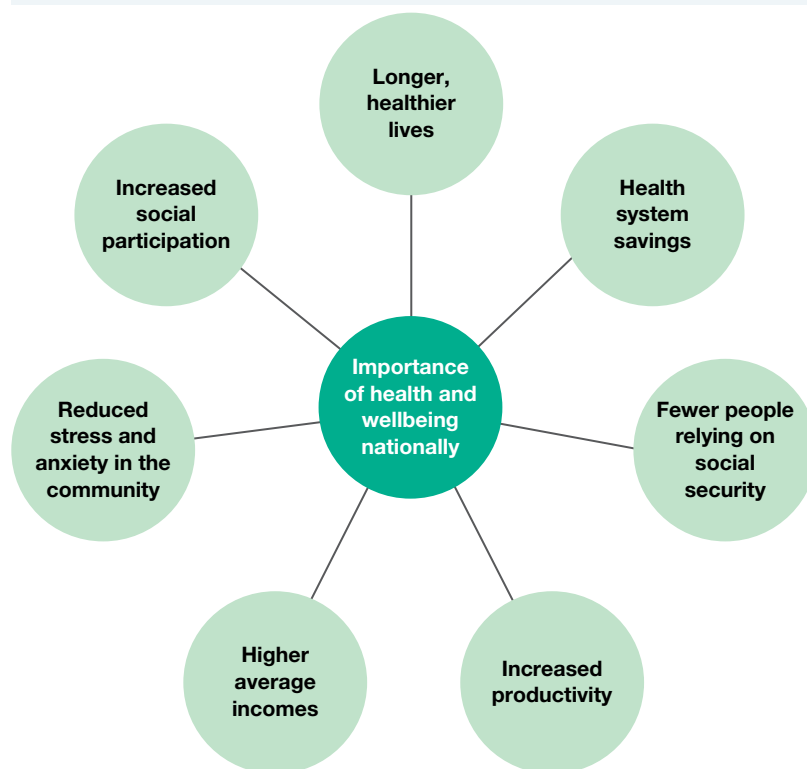 Longer,
healthier
lives
Increased
social
participation
Health
system
savings
Importance
of health and
wellbeing
nationally
Reduced
stress and
anxiety in the
community
Fewer people
relying on
social
security
Higher
average
incomes
Increased
productivity